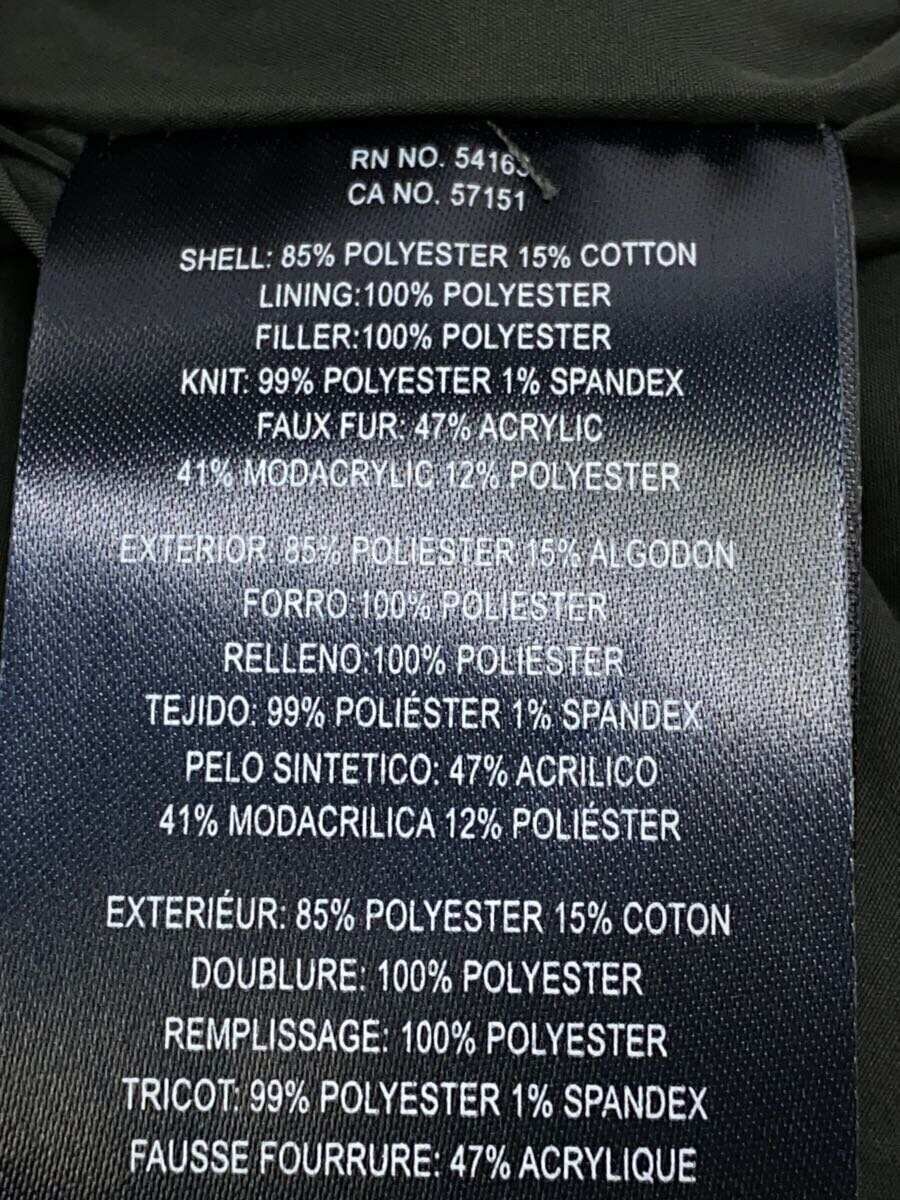 RN NO. 54163
CA NO. 57151
SHELL: 85% POLYESTER 15% COTTON
LINING:100% POLYESTER
FILLER:100% POLYESTER
KNIT: 99% POLYESTER 1% SPANDEX
FAUX FUR: 47% ACRYLIC
41% MODACRYLIC 12% POLYESTER
EXTERIOR: 85% POLIESTER 15% ALGODON
FORRO:100% POLIESTER
RELLENO:100% POLIÉSTER
TEJIDO: 99% POLIÉSTER 1% SPANDEX
PELO SINTETICO: 47% ACRILICO
41% MODACRILICA 12% POLIÉSTER
EXTERIÉUR: 85% POLYESTER 15% COTON
DOUBLURE: 100% POLYESTER
REMPLISSAGE: 100% POLYESTER
TRICOT: 99% POLYESTER 1% SPANDEX
FAUSSE FOURRURE: 47% ACRYLIQUE